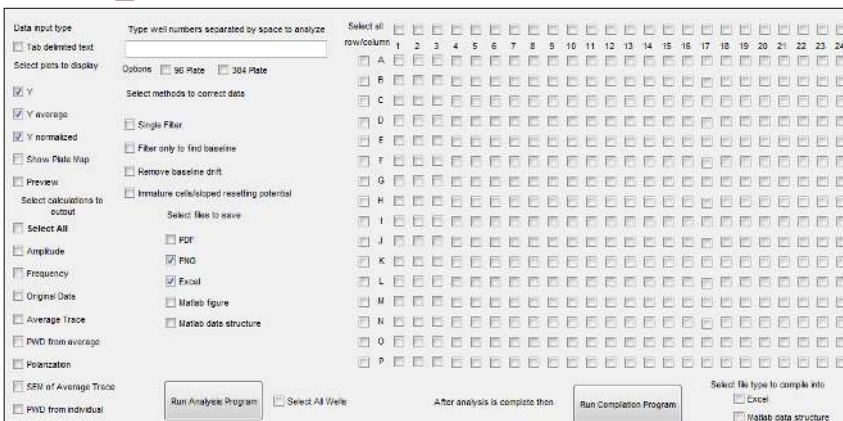 Data input type
Tab delimited text
Select plots to display
Y
Y average
Y normalized
Show Plate Map
Preview
Select calculations to
output
Select All
Amplitude
Frequency
Original Data
Average Trace
PWD from average
Polarization
SEM of Average Trace
PWD from individual
Type well numbers separated by space to analyze
Options 96 Plate 384 Plate
Select methods to correct data
Single Filter
Filter only to find baseline
Remove baseline drift
Immature cells/sloped resetting potential
Select files to save
PDF
PNG
Excel
Matlab figure
Matlab data structure
Run Analysis Program
Select All Wells
Select all
row/column 1 2 3 4 5 6 7 8 9 10 11 12 13 14 15 16 17 18 19 20 21 22 23 24
A
B
C
D
E
F
G
H
I
J
K
L
M
N
O
P
After analysis is complete then
Run Compilation Program
Select file type to compile into
Excel
Matlab data structure